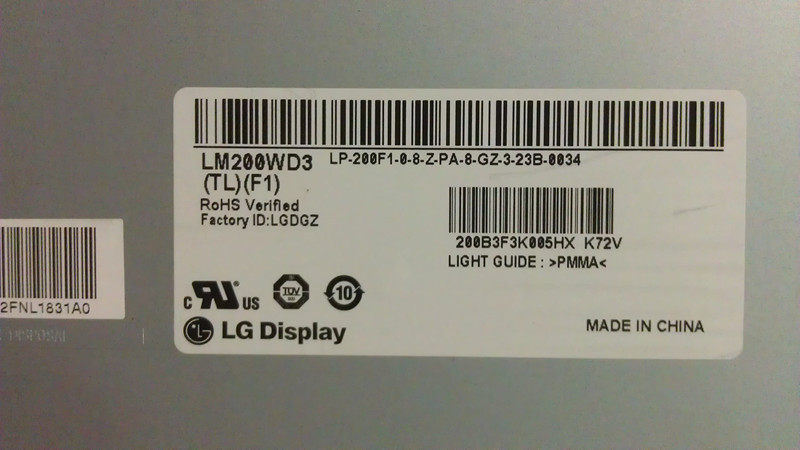 LM200WD3 LP-200F1-0-8-Z-PA-8-GZ-3-23B-0034
(TL)(F1)
RoHS Verified
Factory ID:LGDGZ
200B3F3K005HX K72V
LIGHT GUIDE : >PMMA<
2FNL1831A0
c RU US TÜV 10
LG Display
MADE IN CHINA